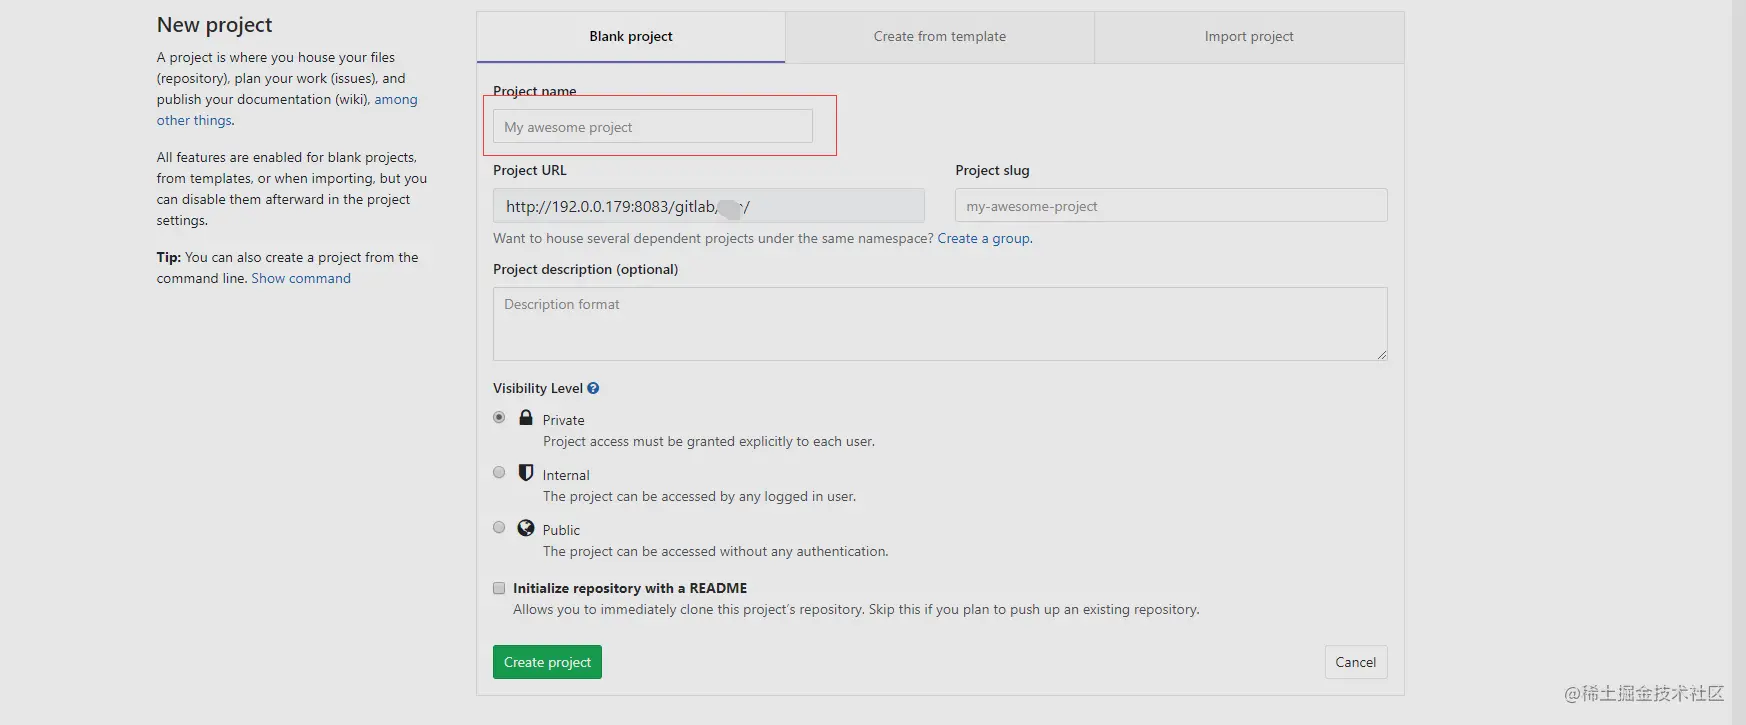 New project
A project is where you house your files
(repository), plan your work (issues), and
publish your documentation (wiki), among
other things.
All features are enabled for blank projects,
from templates, or when importing, but you
can disable them afterward in the project
settings.
Tip: You can also create a project from the
command line. Show command
Blank project
Create from template
Import project
Project name
My awesome project
Project URL
Project slug
http://192.0.0.179:8083/gitlab/
my-awesome-project
Want to house several dependent projects under the same namespace? Create a group.
Project description (optional)
Description format
Visibility Level
Private
Project access must be granted explicitly to each user.
Internal
The project can be accessed by any logged in user.
Public
The project can be accessed without any authentication.
Initialize repository with a README
Allows you to immediately clone this project’s repository. Skip this if you plan to push up an existing repository.
Create project
Cancel
@稀土掘金技术社区